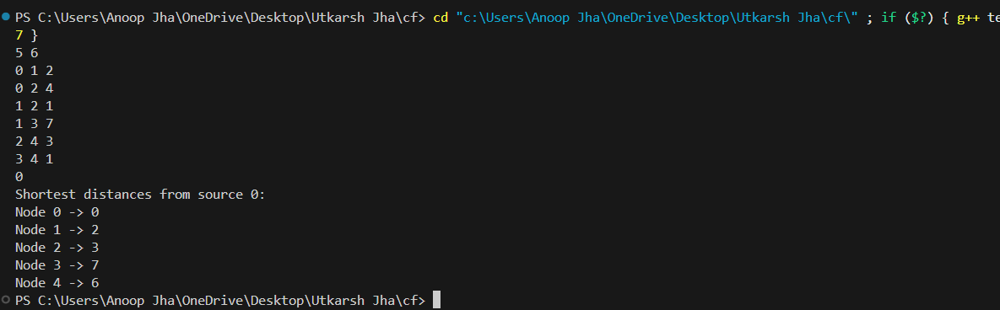 PS C:\Users\Anoop Jha\OneDrive\Desktop\Utkarsh Jha\cf> cd "c:\Users\Anoop Jha\OneDrive\Desktop\Utkarsh Jha\cf\" ; if ($?) { g++ te
7 }
5 6
0 1 2
0 2 4
1 2 1
1 3 7
2 4 3
3 4 1
0
Shortest distances from source 0:
Node 0 -> 0
Node 1 -> 2
Node 2 -> 3
Node 3 -> 7
Node 4 -> 6
PS C:\Users\Anoop Jha\OneDrive\Desktop\Utkarsh Jha\cf>